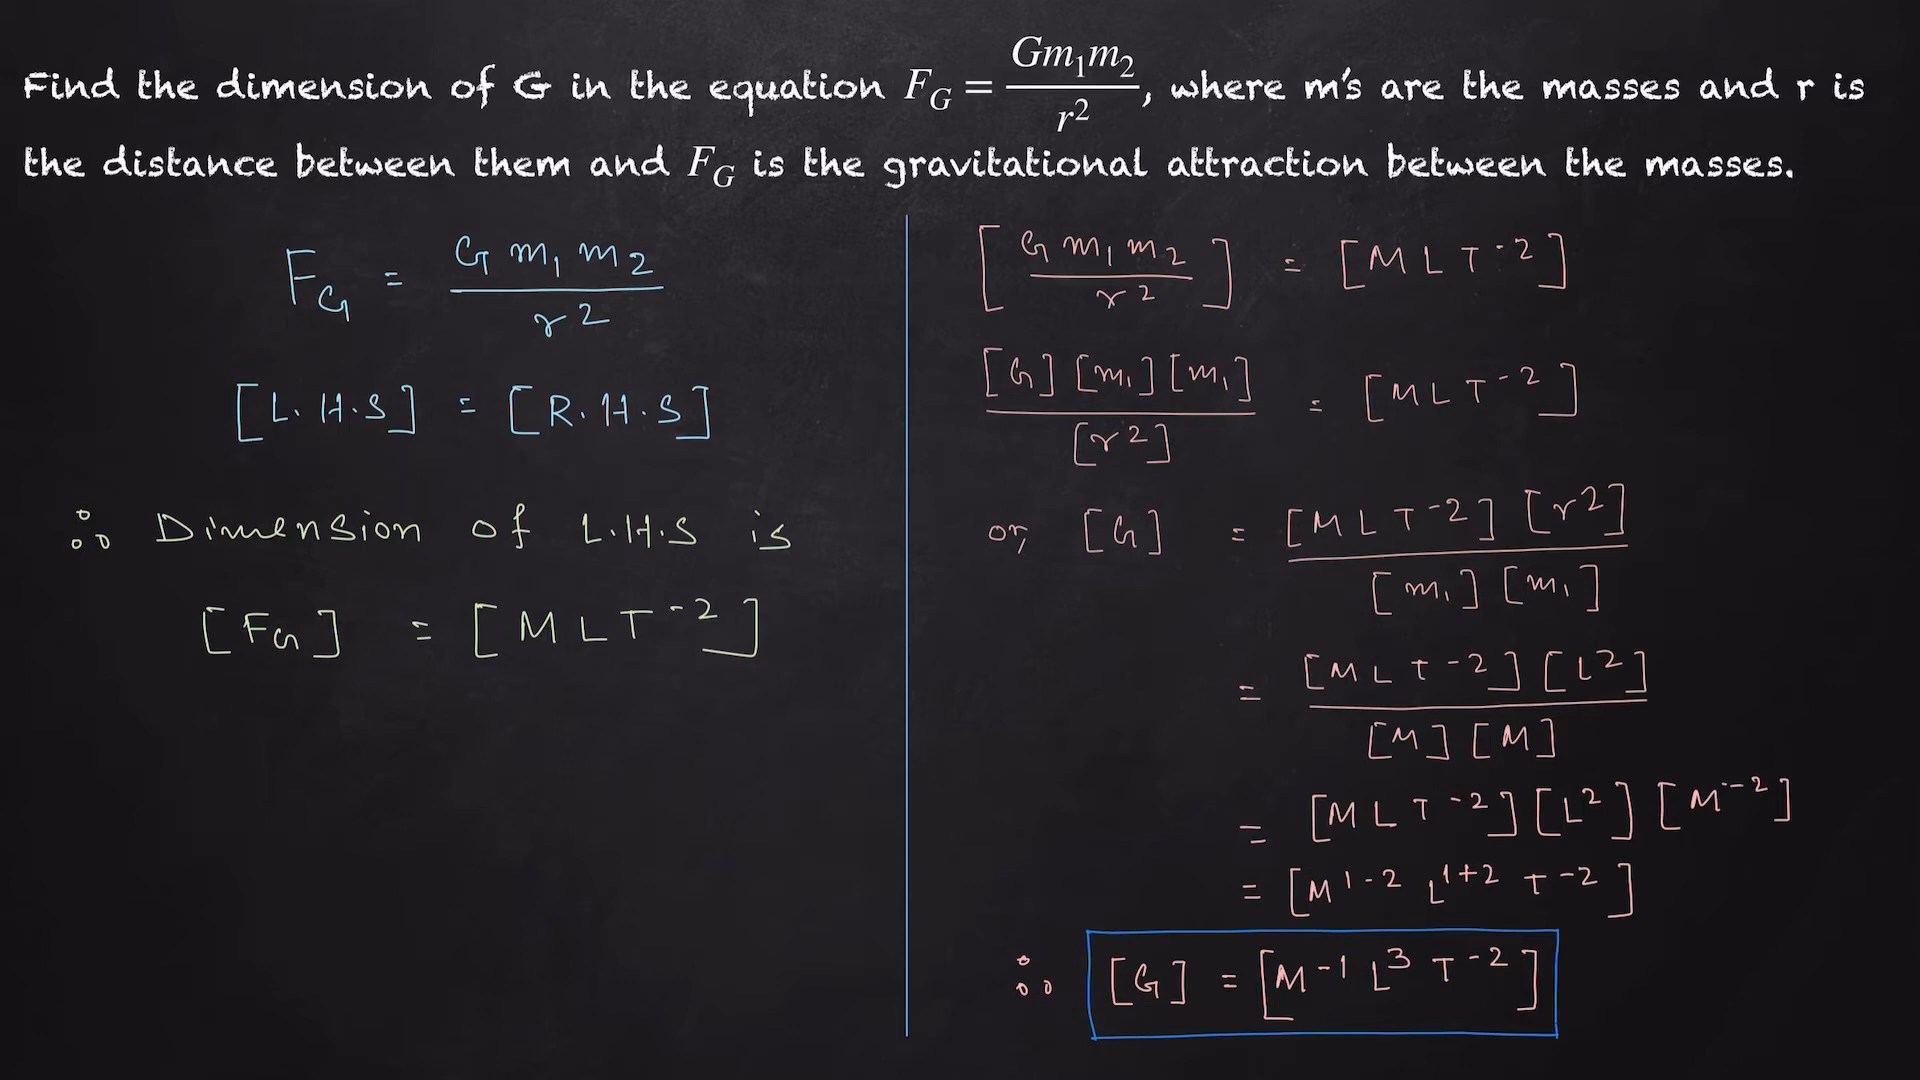 Find the dimension of G in the equation F_G = Gm₁m₂/r², where m's are the masses and r is
the distance between them and F_G is the gravitational attraction between the masses.
F_G = G m₁ m₂ / r²
[L.H.S] = [R.H.S]
∴ Dimension of L.H.S is
[F_G] = [M L T⁻²]
[G m₁ m₂ / r²] = [M L T⁻²]
[G] [m₁] [m₁] / [r²] = [M L T⁻²]
or, [G] = [M L T⁻²] [r²] / [m₁] [m₁]
= [M L T⁻²] [L²] / [M] [M]
= [M L T⁻²] [L²] [M⁻²]
= [M¹⁻² L¹⁺² T⁻²]
∴ [G] = [M⁻¹ L³ T⁻²]